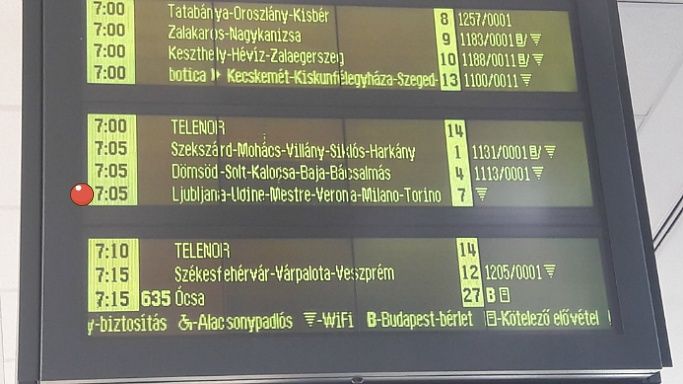 7:00 Tatabánya-Oroszlány-Kisbér 8 1257/0001
7:00 Zalakaros-Nagykanizsa 9 1183/0001
7:00 Keszthely-Hévíz-Zalaegerszeg 10 1188/0011
7:00 botica Kecskemét-Kiskunfélegyháza-Szeged- 13 1100/0011
7:00 TELENOR 14
7:05 Szekszárd-Mohács-Villány-Siklós-Harkány 1 1131/0001
7:05 Dömsöd-Solt-Kalocsa-Baja-Bácsalmás 4 1113/0001
7:05 Ljubljana-Udine-Mestre-Verona-Milano-Torino 7
7:10 TELENOR 14
7:15 Székesfehérvár-Várpalota-Veszprém 12 1205/0001
7:15 635 Ócsa 27 B
y-biztosítás -Alacsonypadlós -WiFi B-Budapest-bérlet -Kötelező elővétel